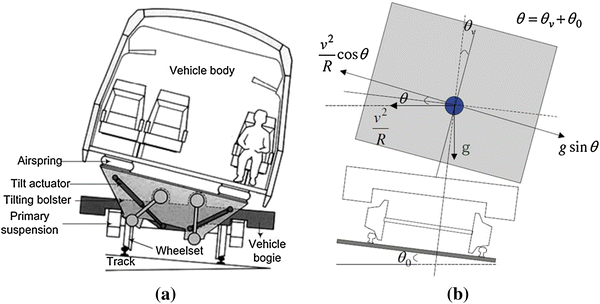 Vehicle body
Airspring
Tilt actuator
Tilting bolster
Primary
suspension
Track
Wheelset
Vehicle
bogie
(a)
θ = θv + θ0
θv
v²/R cos θ
θ
v²/R
g
g sin θ
θ0
(b)